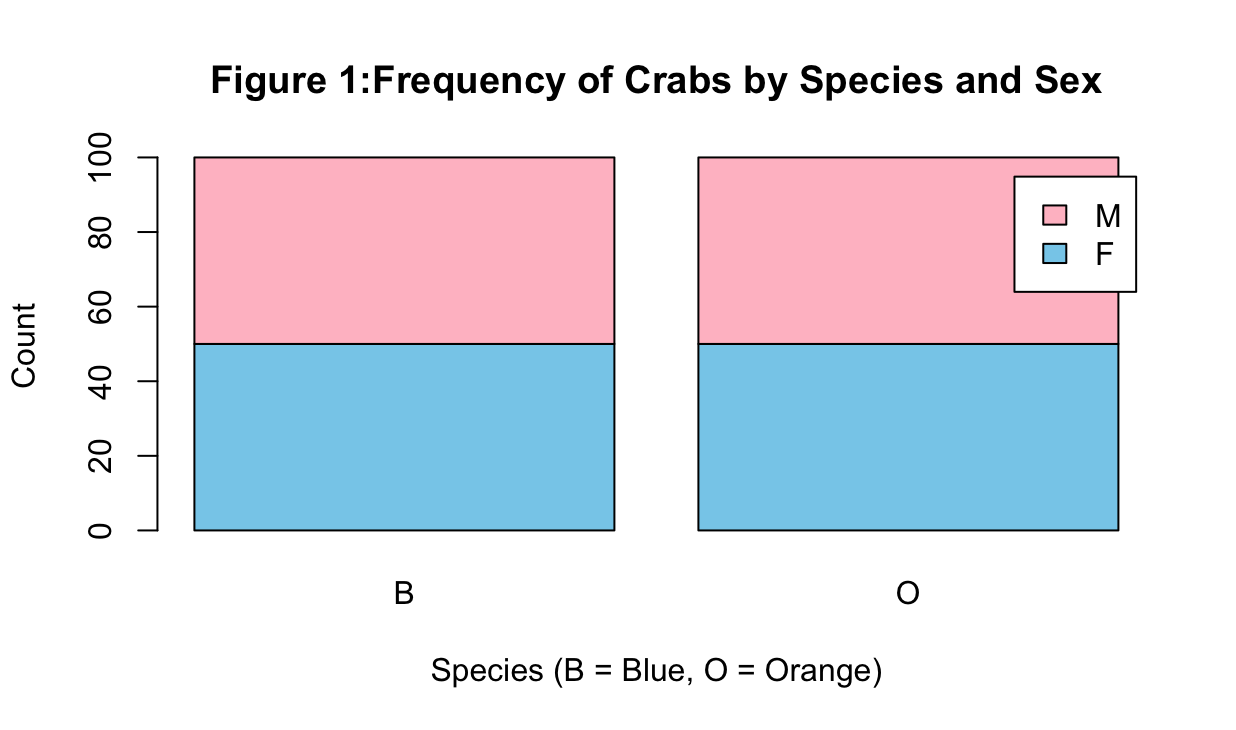 Figure 1:Frequency of Crabs by Species and Sex
100
80
60
40
20
0
Count
M
F
B
O
Species (B = Blue, O = Orange)